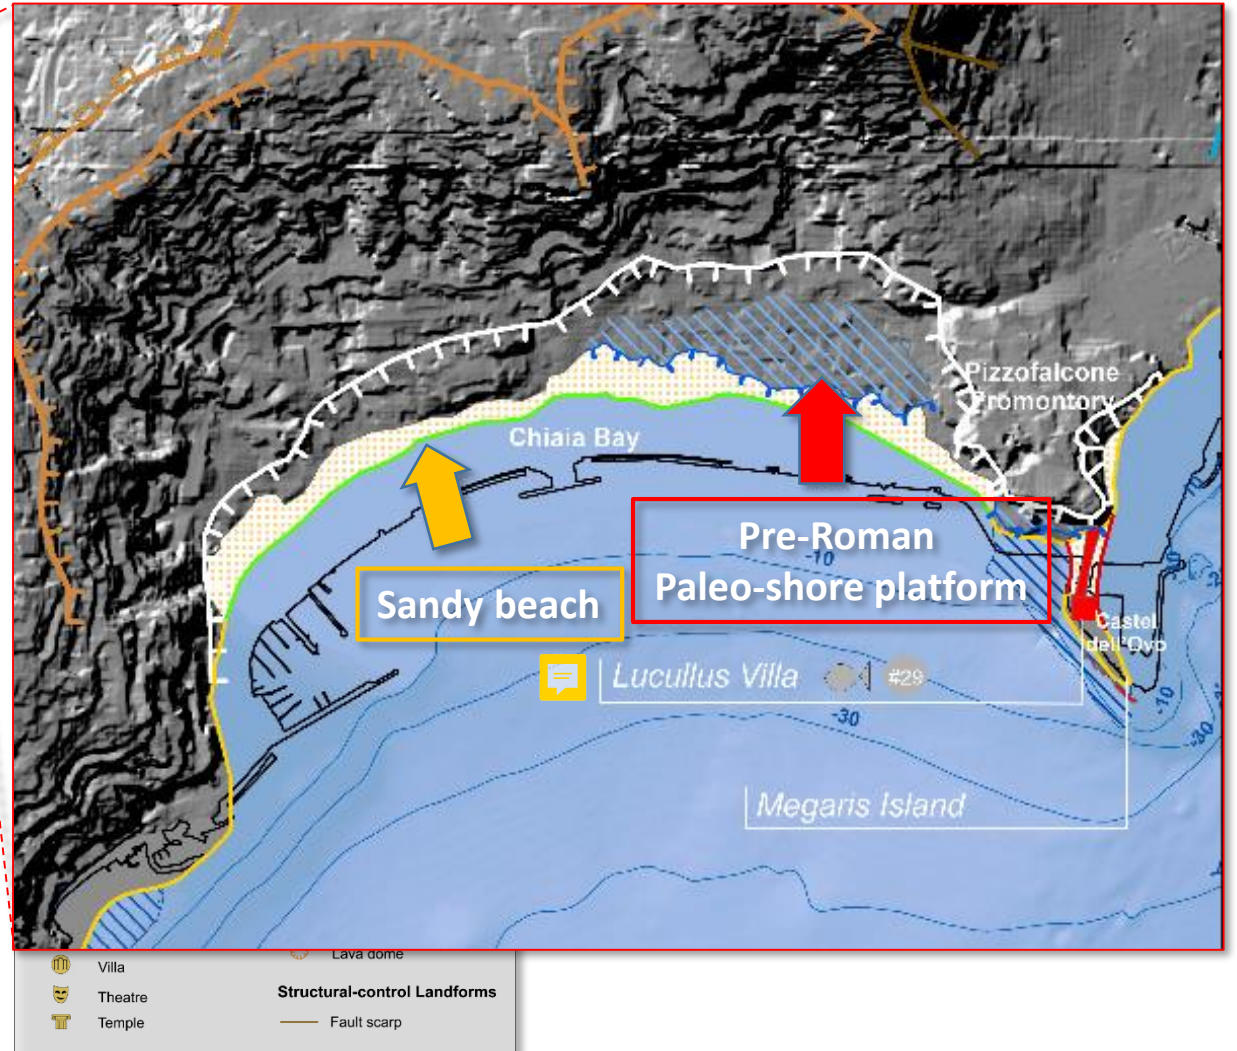 Pizzofalcone
Promontory
Chiaia Bay
Pre-Roman
Paleo-shore platform
-10
Sandy beach
Castel
dell'Ovo
Lucullus Villa
#29
-10
-30
-30
Megaris Island
Villa
Lava dome
Theatre
Structural-control Landforms
Temple
Fault scarp